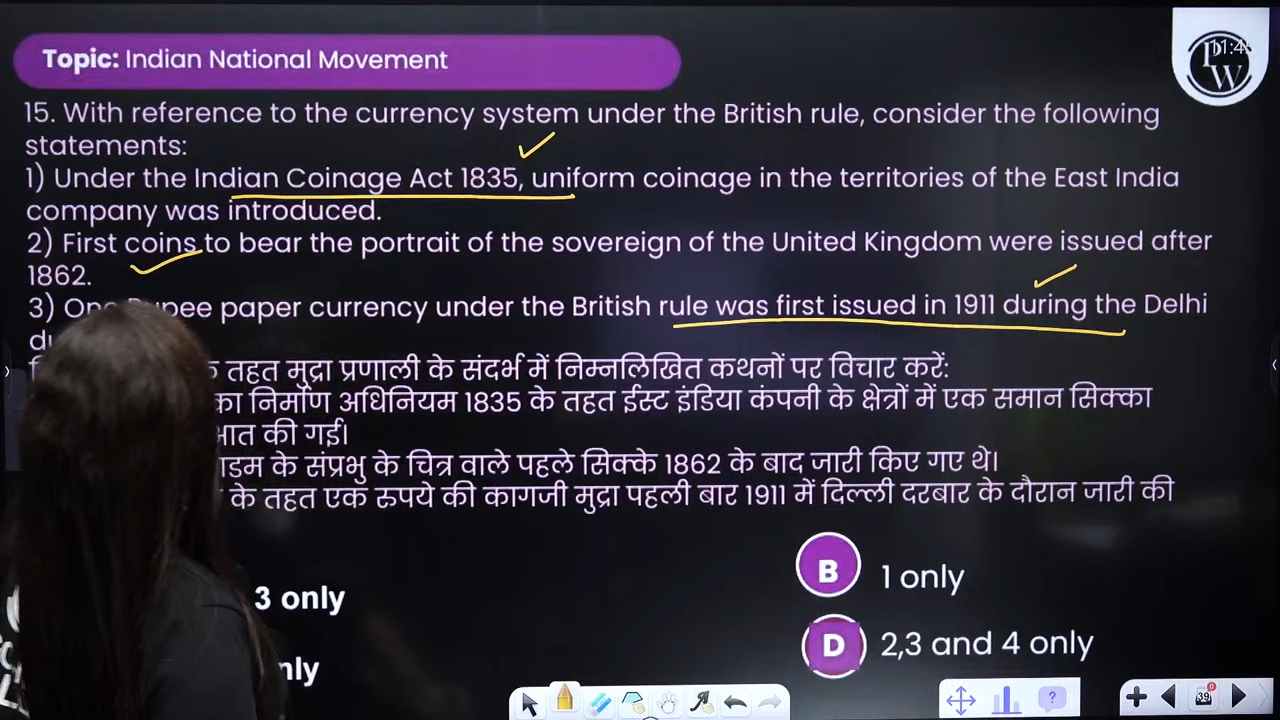 Topic: Indian National Movement
11:4
PW
15. With reference to the currency system under the British rule, consider the following
statements:
1) Under the Indian Coinage Act 1835, uniform coinage in the territories of the East India
company was introduced.
2) First coins to bear the portrait of the sovereign of the United Kingdom were issued after
1862.
3) One Rupee paper currency under the British rule was first issued in 1911 during the Delhi
के तहत मुद्रा प्रणाली के संदर्भ में निम्नलिखित कथनों पर विचार करें:
का निर्माण अधिनियम 1835 के तहत ईस्ट इंडिया कंपनी के क्षेत्रों में एक समान सिक्का
की गई।
के संप्रभु के चित्र वाले पहले सिक्के 1862 के बाद जारी किए गए थे।
के तहत एक रुपये की कागजी मुद्रा पहली बार 1911 में दिल्ली दरबार के दौरान जारी की
3 only
B 1 only
D 2,3 and 4 only
39